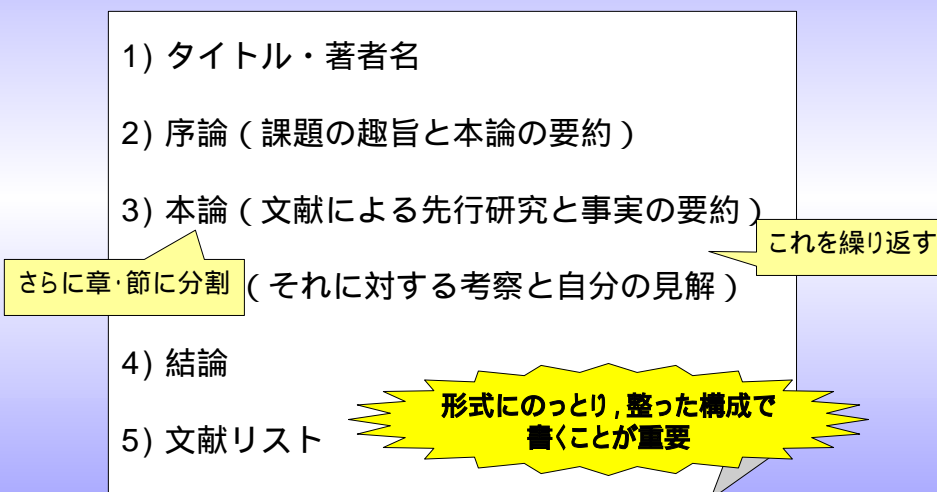 1) タイトル・著者名
2) 序論(課題の趣旨と本論の要約)
3) 本論(文献による先行研究と事実の要約)
これを繰り返す
さらに章・節に分割
(それに対する考察と自分の見解)
4) 結論
形式にのっとり,整った構成で
書くことが重要
5) 文献リスト